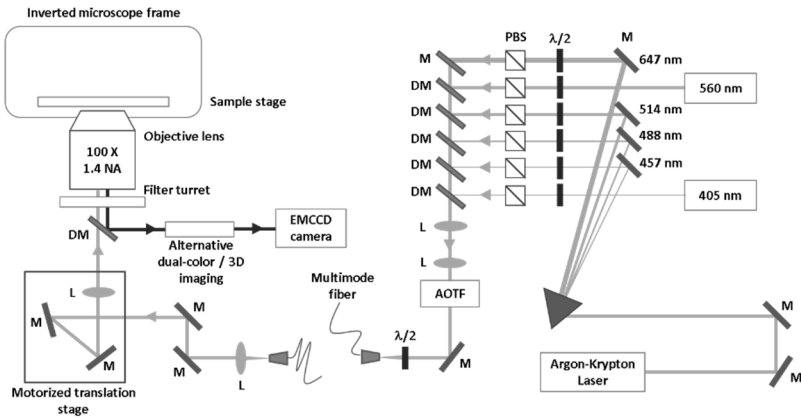 Inverted microscope frame
Sample stage
Objective lens
100 X
1.4 NA
Filter turret
DM
Alternative
dual-color / 3D
imaging
EMCCD
camera
L
M
M
Motorized translation
stage
M
M
L
Multimode
fiber
λ/2
M
AOTF
L
L
M
DM
DM
DM
DM
DM
PBS
λ/2
M
647 nm
560 nm
514 nm
488 nm
457 nm
405 nm
M
M
Argon-Krypton
Laser